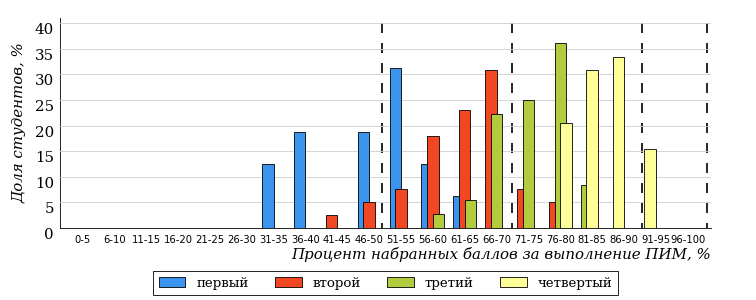 Доля студентов, %
40
35
30
25
20
15
10
5
0
0-5 6-10 11-15 16-20 21-25 26-30 31-35 36-40 41-45 46-50 51-55 56-60 61-65 66-70 71-75 76-80 81-85 86-90 91-95 96-100
Процент набранных баллов за выполнение ПИМ, %
первый второй третий четвертый